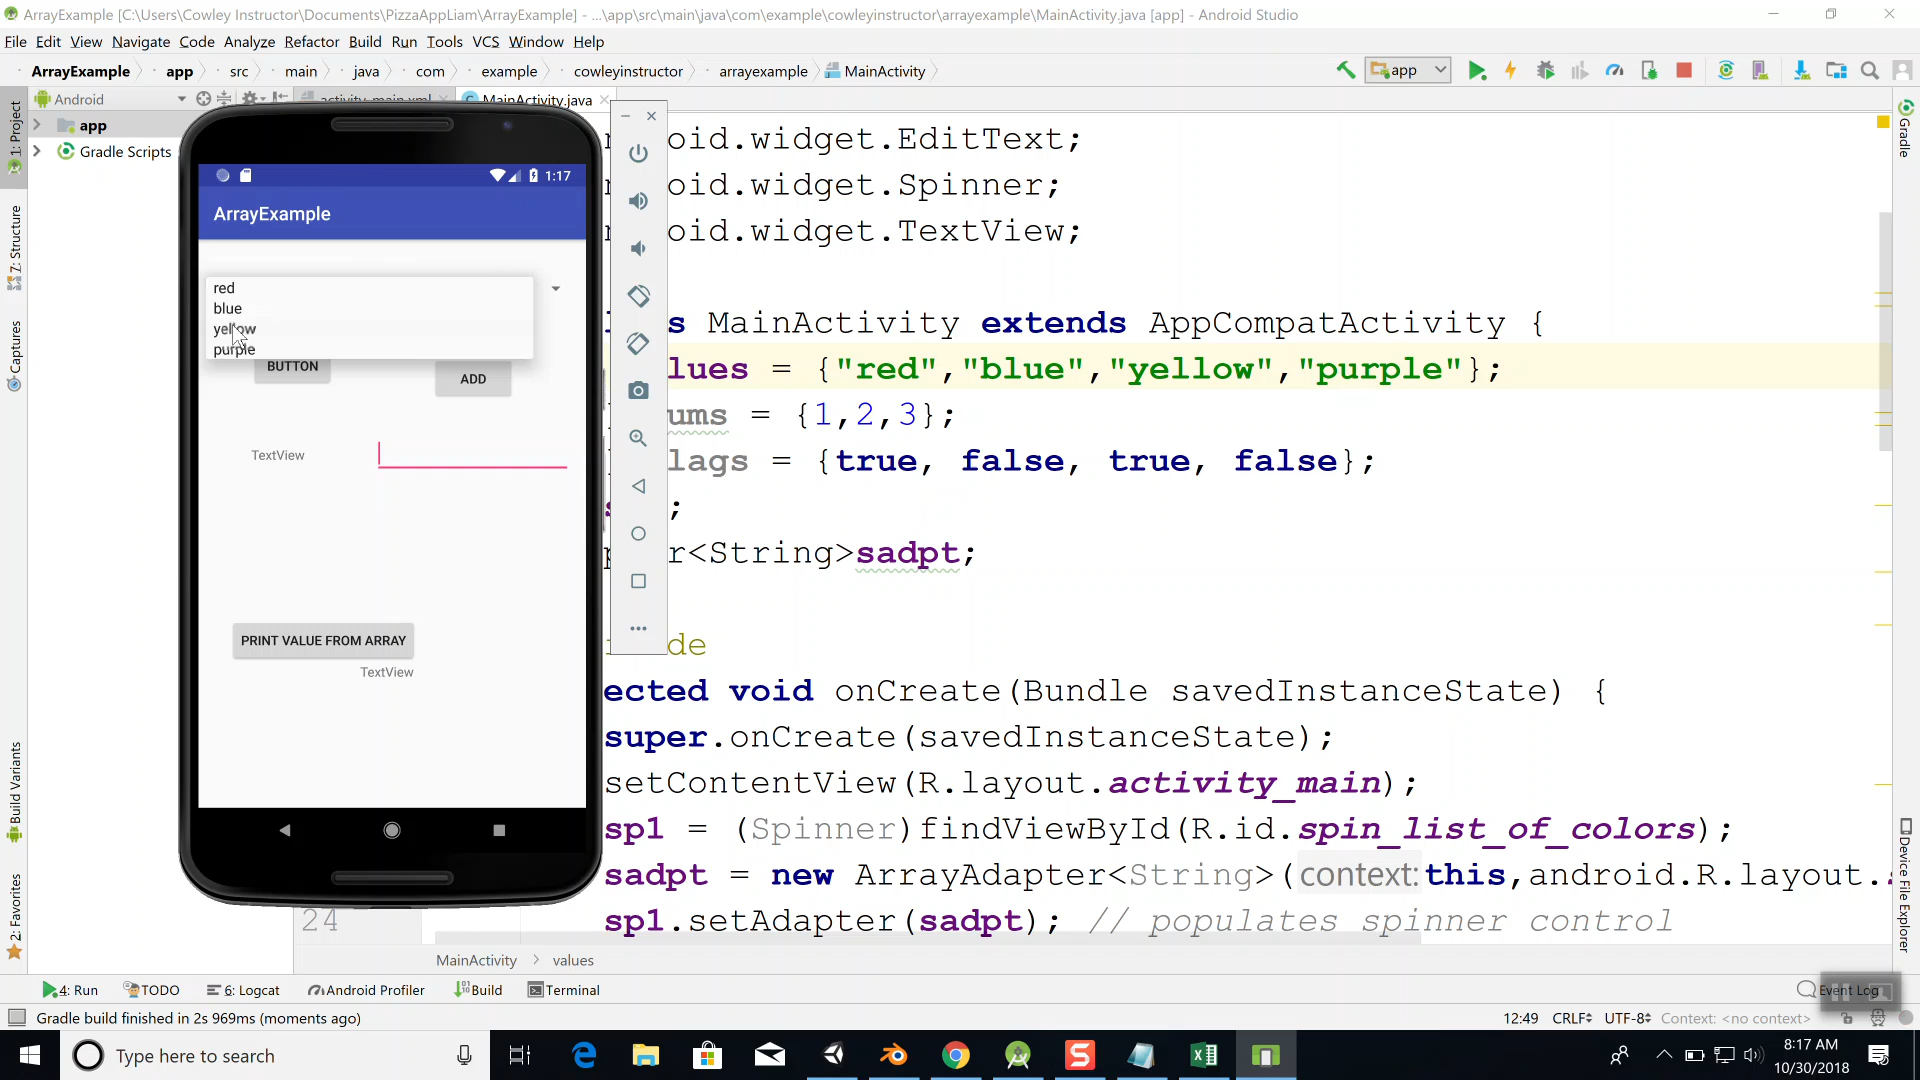 ArrayExample [C:\Users\Cowley Instructor\Documents\PizzaAppLiam\ArrayExample] - ...\app\src\main\java\com\example\cowleyinstructor\arrayexample\MainActivity.java [app] - Android Studio
File Edit View Navigate Code Analyze Refactor Build Run Tools VCS Window Help
ArrayExample app src main java com example cowleyinstructor arrayexample MainActivity
app
Android
activity_main.xml MainActivity.java
1: Project
7: Structure
Captures
Build Variants
2: Favorites
Gradle
Device File Explorer
app
Gradle Scripts
1:17
ArrayExample
red
blue
yellow
purple
BUTTON
ADD
TextView
PRINT VALUE FROM ARRAY
TextView
roid.widget.EditText;
roid.widget.Spinner;
roid.widget.TextView;
s MainActivity extends AppCompatActivity {
lues = {"red","blue","yellow","purple"};
ums = {1,2,3};
lags = {true, false, true, false};
;
r<String>sadpt;
de
ected void onCreate(Bundle savedInstanceState) {
super.onCreate(savedInstanceState);
setContentView(R.layout.activity_main);
sp1 = (Spinner)findViewById(R.id.spin_list_of_colors);
sadpt = new ArrayAdapter<String>(context:this,android.R.layout.
24 sp1.setAdapter(sadpt); // populates spinner control
MainActivity > values
4: Run TODO 6: Logcat Android Profiler Build Terminal Event Log
Gradle build finished in 2s 969ms (moments ago)
12:49 CRLF UTF-8 Context: <no context>
Type here to search
8:17 AM
10/30/2018